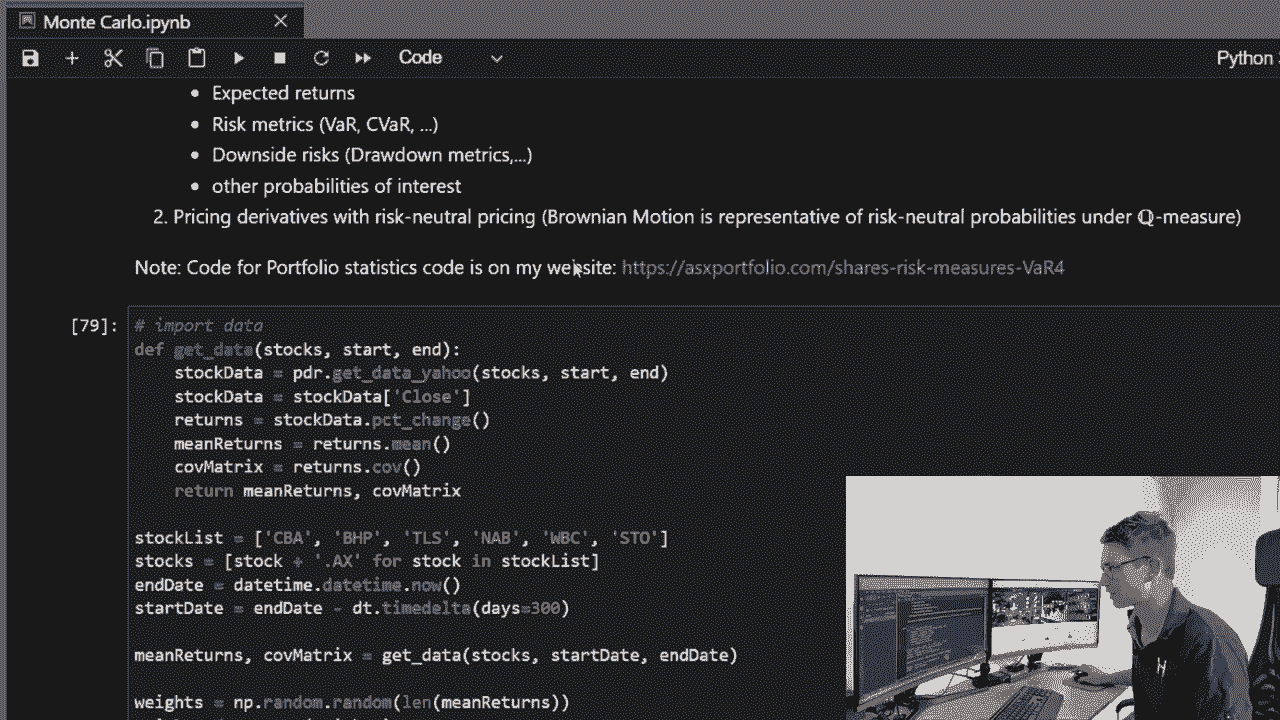 Monte Carlo.ipynb
Code
Python 3
Expected returns
Risk metrics (VaR, CVaR, ...)
Downside risks (Drawdown metrics,...)
other probabilities of interest
2. Pricing derivatives with risk-neutral pricing (Brownian Motion is representative of risk-neutral probabilities under ℚ-measure)
Note: Code for Portfolio statistics code is on my website: https://asxportfolio.com/shares-risk-measures-VaR4
[79]: # import data
def get_data(stocks, start, end):
stockData = pdr.get_data_yahoo(stocks, start, end)
stockData = stockData['Close']
returns = stockData.pct_change()
meanReturns = returns.mean()
covMatrix = returns.cov()
return meanReturns, covMatrix
stockList = ['CBA', 'BHP', 'TLS', 'NAB', 'WBC', 'STO']
stocks = [stock + '.AX' for stock in stockList]
endDate = datetime.datetime.now()
startDate = endDate - dt.timedelta(days=300)
meanReturns, covMatrix = get_data(stocks, startDate, endDate)
weights = np.random.random(len(meanReturns))
H